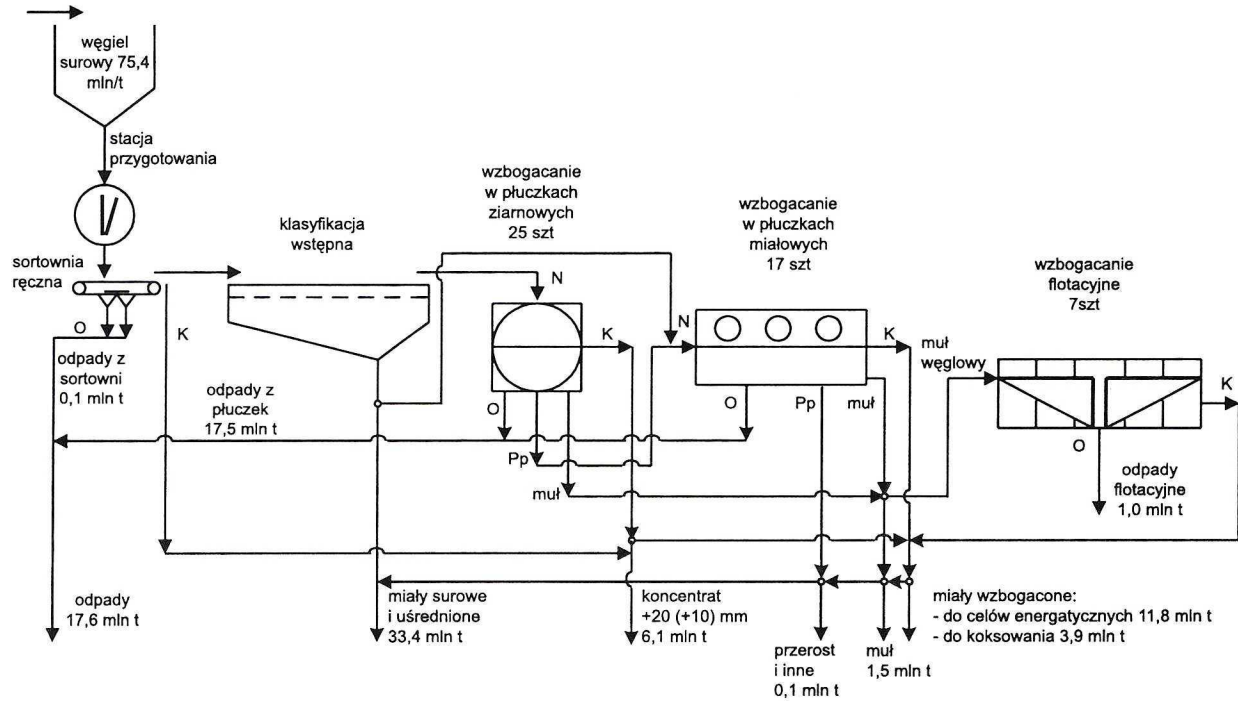 węgiel
surowy 75,4
mln/t
stacja
przygotowania
sortownia
ręczna
O
K
odpady z
sortowni
0,1 mln t
klasyfikacja
wstępna
odpady z
płuczek
17,5 mln t
wzbogacanie
w płuczkach
ziarnowych
25 szt
N
K
O
Pp
muł
wzbogacanie
w płuczkach
miałowych
17 szt
N
K
O
Pp
muł
wzbogacanie
flotacyjne
7szt
muł
węglowy
K
O
odpady
flotacyjne
1,0 mln t
odpady
17,6 mln t
miały surowe
i uśrednione
33,4 mln t
koncentrat
+20 (+10) mm
6,1 mln t
przerost
i inne
0,1 mln t
muł
1,5 mln t
miały wzbogacone:
- do celów energatycznych 11,8 mln t
- do koksowania 3,9 mln t